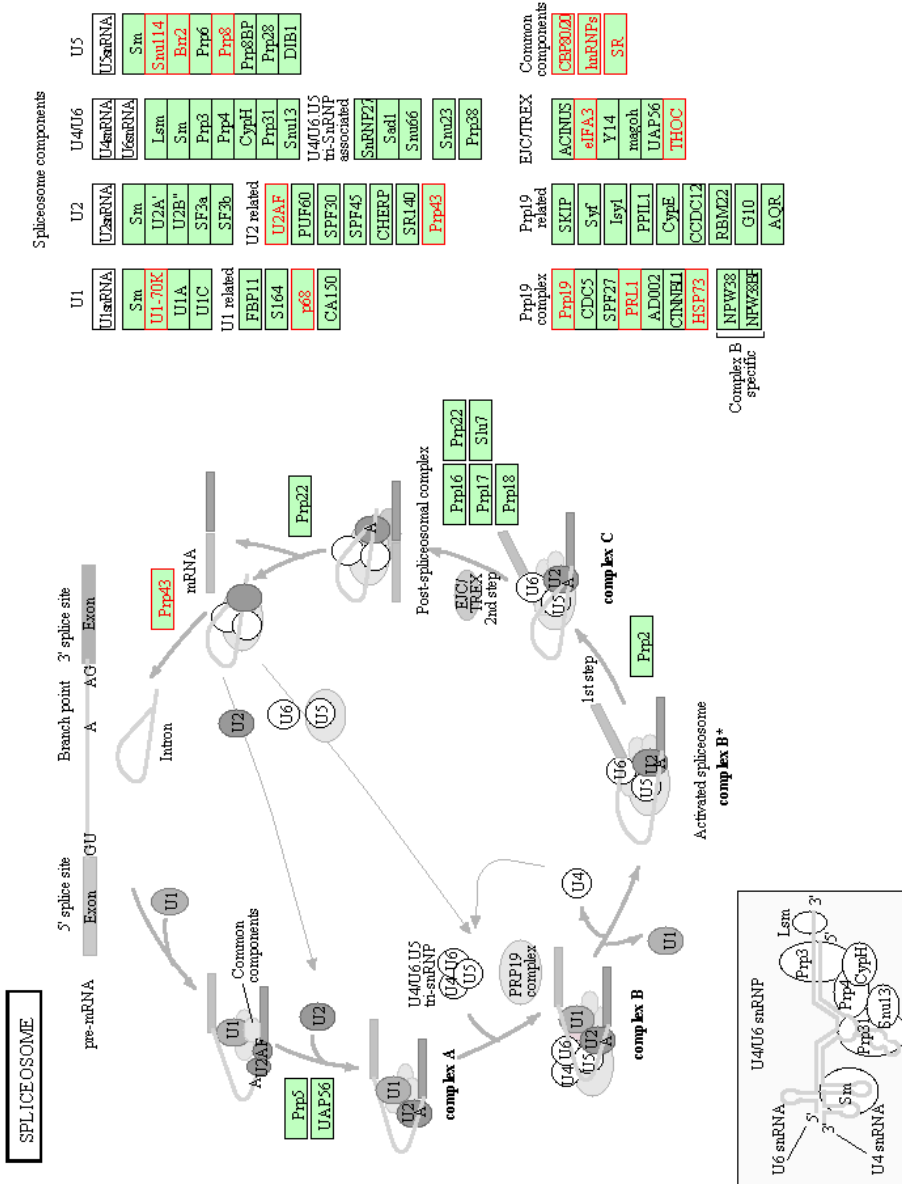 SPLICEOSOME
pre-mRNA
5' splice site
Exon
GU
Branch point
A
AG
3' splice site
Exon
U1
Common
components
U1
U2AF
A
Prp5
UAP56
U2
U1
U2
A
complex A
U4/U6.U5
tri-snRNP
U4
U6
U5
PRP19
complex
U4
U6
U5
U1
U2
A
complex B
U4
U1
U6
U5
U2
A
Activated spliceosome
complex B*
1st step
Prp2
U6
U5
U2
A
complex C
EJC/
TREX
2nd step
Prp16
Prp17
Prp18
Prp22
Slu7
Post-spliceosomal complex
A
Prp22
mRNA
Prp43
Intron
U2
U6
U5
U4/U6 snRNP
U6 snRNA
5'
3'
U4 snRNA
Sm
Prp31
Prp4
Snu13
CypH
Prp3
Lsm
5'
3'
Spliceosome components
U1
U1snRNA
Sm
U1-70K
U1A
U1C
U1 related
FBP11
S164
p68
CA150
U2
U2snRNA
Sm
U2A'
U2B"
SF3a
SF3b
U2 related
U2AF
PUF60
SPF30
SPF45
CHERP
SR140
Prp43
U4/U6
U4snRNA
U6snRNA
Lsm
Sm
Prp3
Prp4
CypH
Prp31
Snu13
U4/U6.U5
tri-SnRNP
associated
SnRNP27
Sad1
Snu66
Snu23
Prp38
U5
U5snRNA
Sm
Snu114
Brr2
Prp6
Prp8
Prp8BP
Prp28
DIB1
Prp19
complex
Prp19
CDC5
SPF27
PRL1
AD002
CTNNBL1
HSP73
NPW38
NPW38BP
Complex B
specific
Prp19
related
SKIP
Syf
Isy1
PPIL1
CypE
CCDC12
RBM22
G10
AQR
EJC/TREX
ACINUS
eIFA3
Y14
magoh
UAP56
THOC
Common
components
CBP80/20
hnRNPs
SR